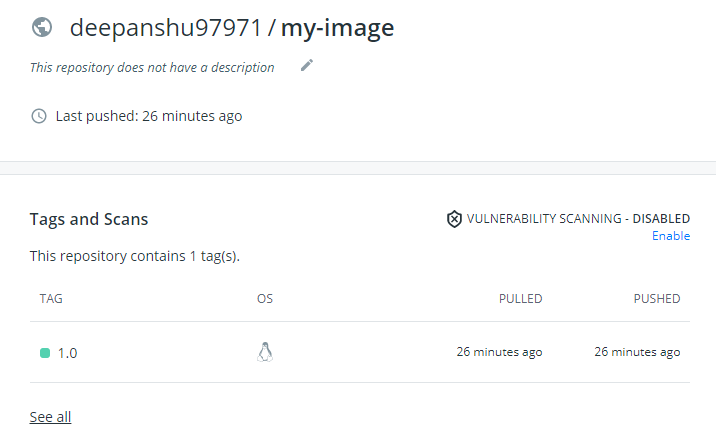 deepanshu97971 / my-image
This repository does not have a description
Last pushed: 26 minutes ago
Tags and Scans
VULNERABILITY SCANNING - DISABLED
Enable
This repository contains 1 tag(s).
TAG OS PULLED PUSHED
1.0 26 minutes ago 26 minutes ago
See all